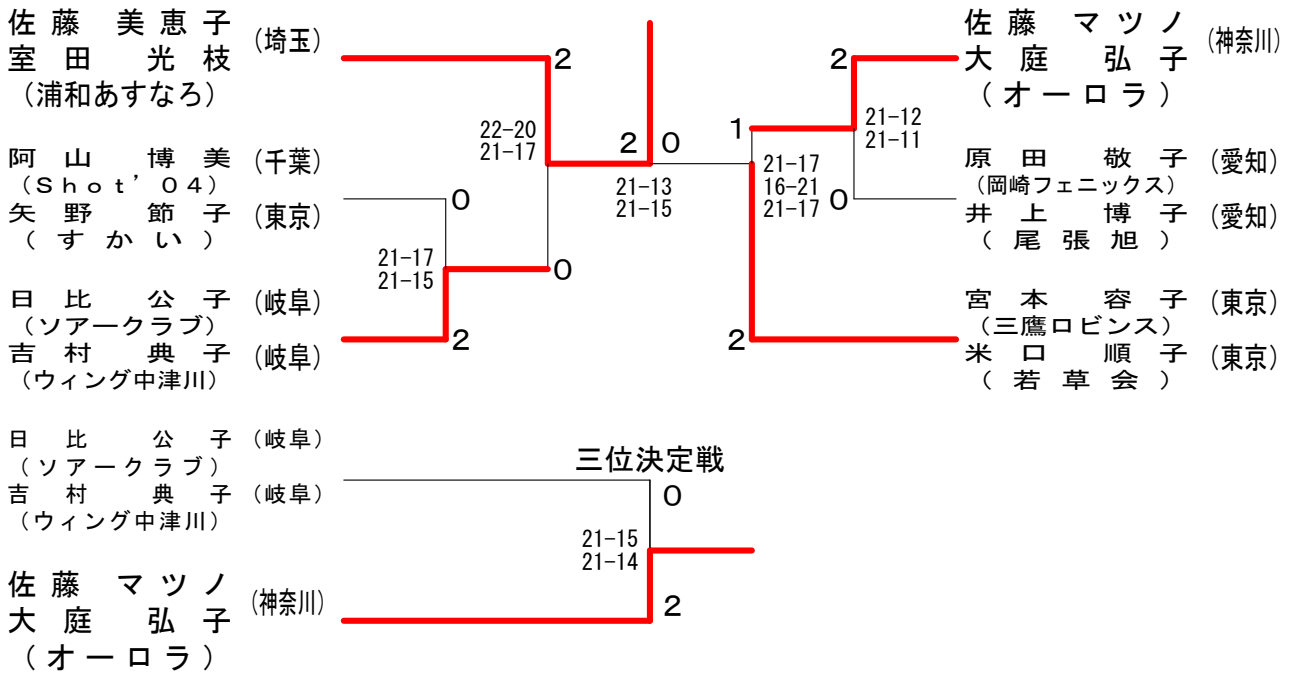 佐藤 美恵子
室田 光枝
(埼玉)
(浦和あすなろ)
阿山 博美 (千葉)
(Shot'04)
矢野 節子 (東京)
(すかい)
日比 公子 (岐阜)
(ソアークラブ)
吉村 典子 (岐阜)
(ウィング中津川)
2
22-20
21-17
0
21-17
21-15
0
2
2 0
21-13
21-15
1
21-17
16-21
21-17
2
2
21-12
21-11
0
佐藤 マツノ
大庭 弘子
(神奈川)
(オーロラ)
原田 敬子 (愛知)
(岡崎フェニックス)
井上 博子 (愛知)
(尾張旭)
宮本 容子 (東京)
(三鷹ロビンス)
米口 順子 (東京)
(若草会)
日比 公子 (岐阜)
(ソアークラブ)
吉村 典子 (岐阜)
(ウィング中津川)
三位決定戦
0
21-15
21-14
2
佐藤 マツノ
大庭 弘子
(神奈川)
(オーロラ)